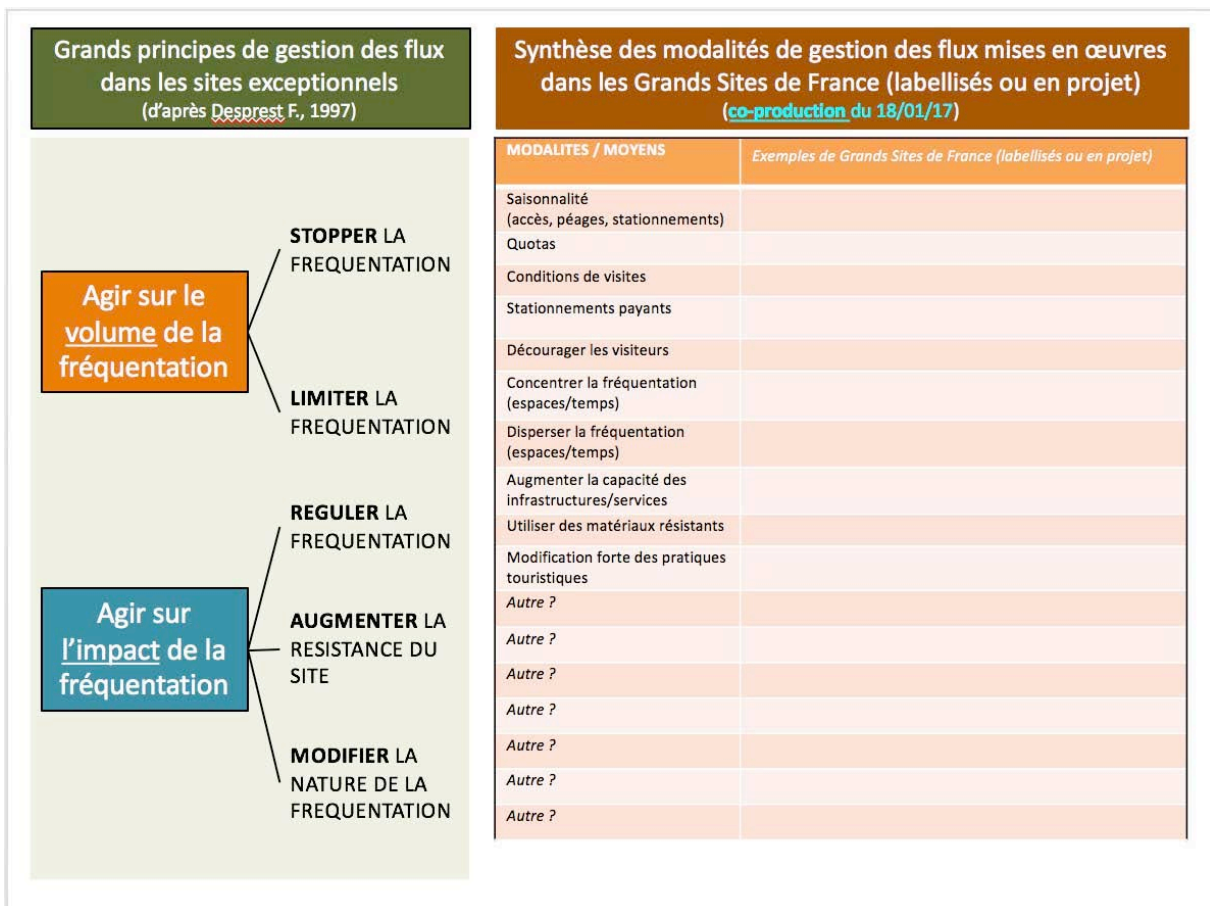 Grands principes de gestion des flux
dans les sites exceptionnels
(d'après Desprest F., 1997)
Agir sur le
volume de la
fréquentation
STOPPER LA
FREQUENTATION
LIMITER LA
FREQUENTATION
Agir sur
l'impact de la
fréquentation
REGULER LA
FREQUENTATION
AUGMENTER LA
RESISTANCE DU
SITE
MODIFIER LA
NATURE DE LA
FREQUENTATION
Synthèse des modalités de gestion des flux mises en œuvres
dans les Grands Sites de France (labellisés ou en projet)
(co-production du 18/01/17)
MODALITES / MOYENS
Exemples de Grands Sites de France (labellisés ou en projet)
Saisonnalité
(accès, péages, stationnements)
Quotas
Conditions de visites
Stationnements payants
Décourager les visiteurs
Concentrer la fréquentation
(espaces/temps)
Disperser la fréquentation
(espaces/temps)
Augmenter la capacité des
infrastructures/services
Utiliser des matériaux résistants
Modification forte des pratiques
touristiques
Autre ?
Autre ?
Autre ?
Autre ?
Autre ?
Autre ?
Autre ?